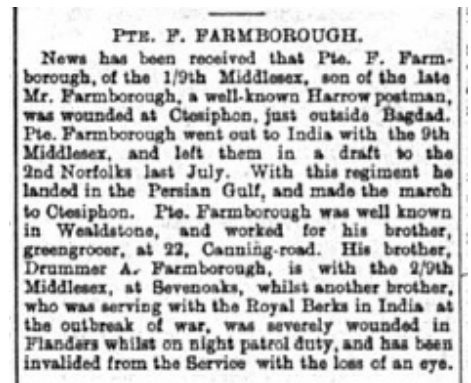 PTE. F. FARMBOROUGH.
News has been received that Pte. F. Farm-
borough, of the 1/9th Middlesex, son of the late
Mr. Farmborough, a well-known Harrow postman,
was wounded at Ctesiphon, just outside Bagdad.
Pte. Farmborough went out to India with the 9th
Middlesex, and left them in a draft to the
2nd Norfolks last July. With this regiment he
landed in the Persian Gulf, and made the march
to Ctesiphon. Pte. Farmborough was well known
in Wealdstone, and worked for his brother,
greengrocer, at 22, Canning-road. His brother,
Drummer A. Farmborough, is with the 2/9th
Middlesex, at Sevenoaks, whilst another brother,
who was serving with the Royal Berks in India at
the outbreak of war, was severely wounded in
Flanders whilst on night patrol duty, and has been
invalided from the Service with the loss of an eye.